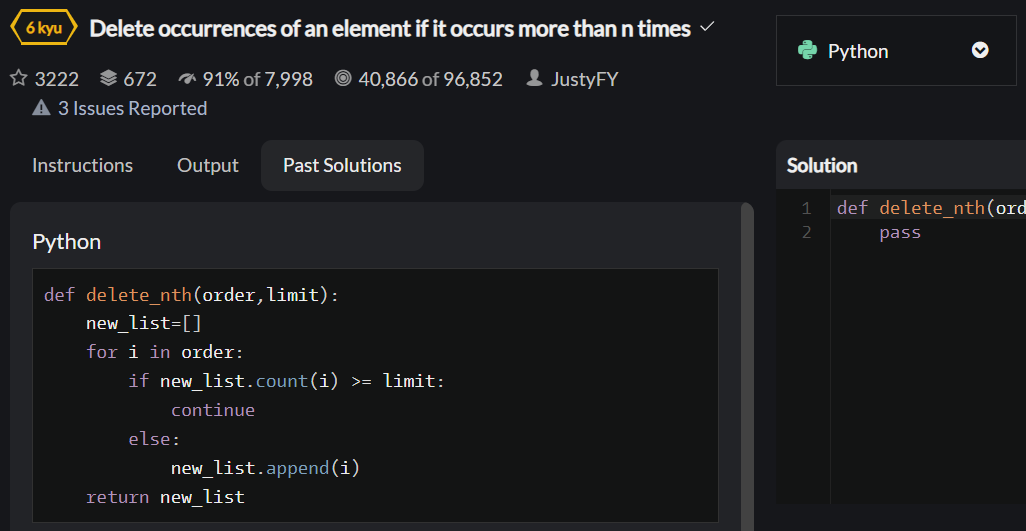 6 kyu Delete occurrences of an element if it occurs more than n times
Python
3222 672 91% of 7,998 40,866 of 96,852 JustyFY
3 Issues Reported
Instructions Output Past Solutions
Solution
Python
1 def delete_nth(ord
2     pass
def delete_nth(order,limit):
    new_list=[]
    for i in order:
        if new_list.count(i) >= limit:
            continue
        else:
            new_list.append(i)
    return new_list